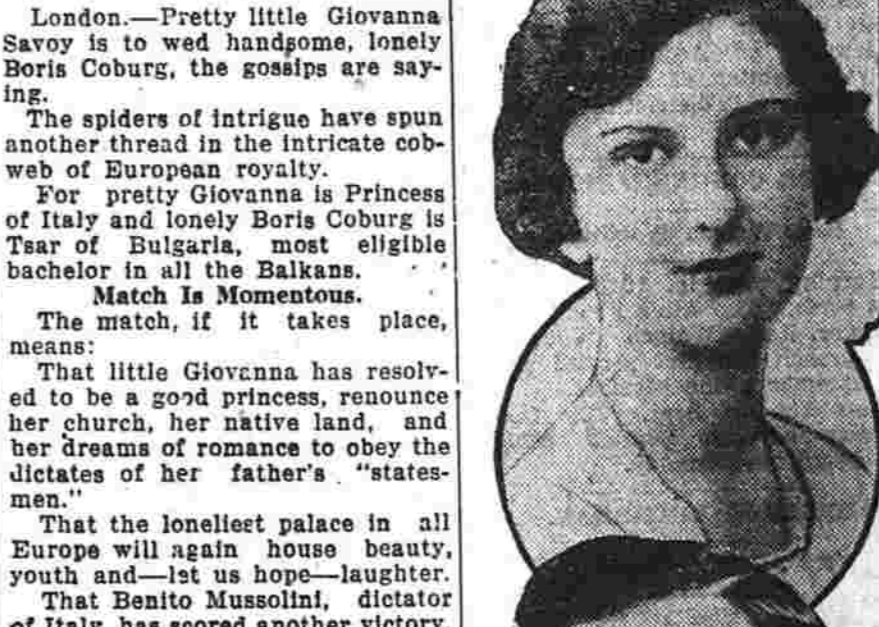 London.—Pretty little Giovanna
Savoy is to wed handsome, lonely
Boris Coburg, the gossips are say-
ing.
The spiders of intrigue have spun
another thread in the intricate cob-
web of European royalty.
For pretty Giovanna is Princess
of Italy and lonely Boris Coburg is
Tsar of Bulgaria, most eligible
bachelor in all the Balkans.
Match Is Momentous.
The match, if it takes place,
means:
That little Giovanna has resolv-
ed to be a good princess, renounce
her church, her native land, and
her dreams of romance to obey the
dictates of her father's "states-
men."
That the loneliest palace in all
Europe will again house beauty,
youth and—let us hope—laughter.
That Benito Mussolini, dictator
of Italy, has scored another victory